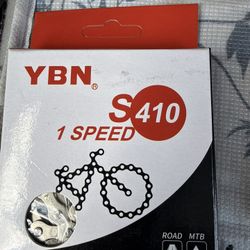 YBN®
S410
1 SPEED
ROAD MTB